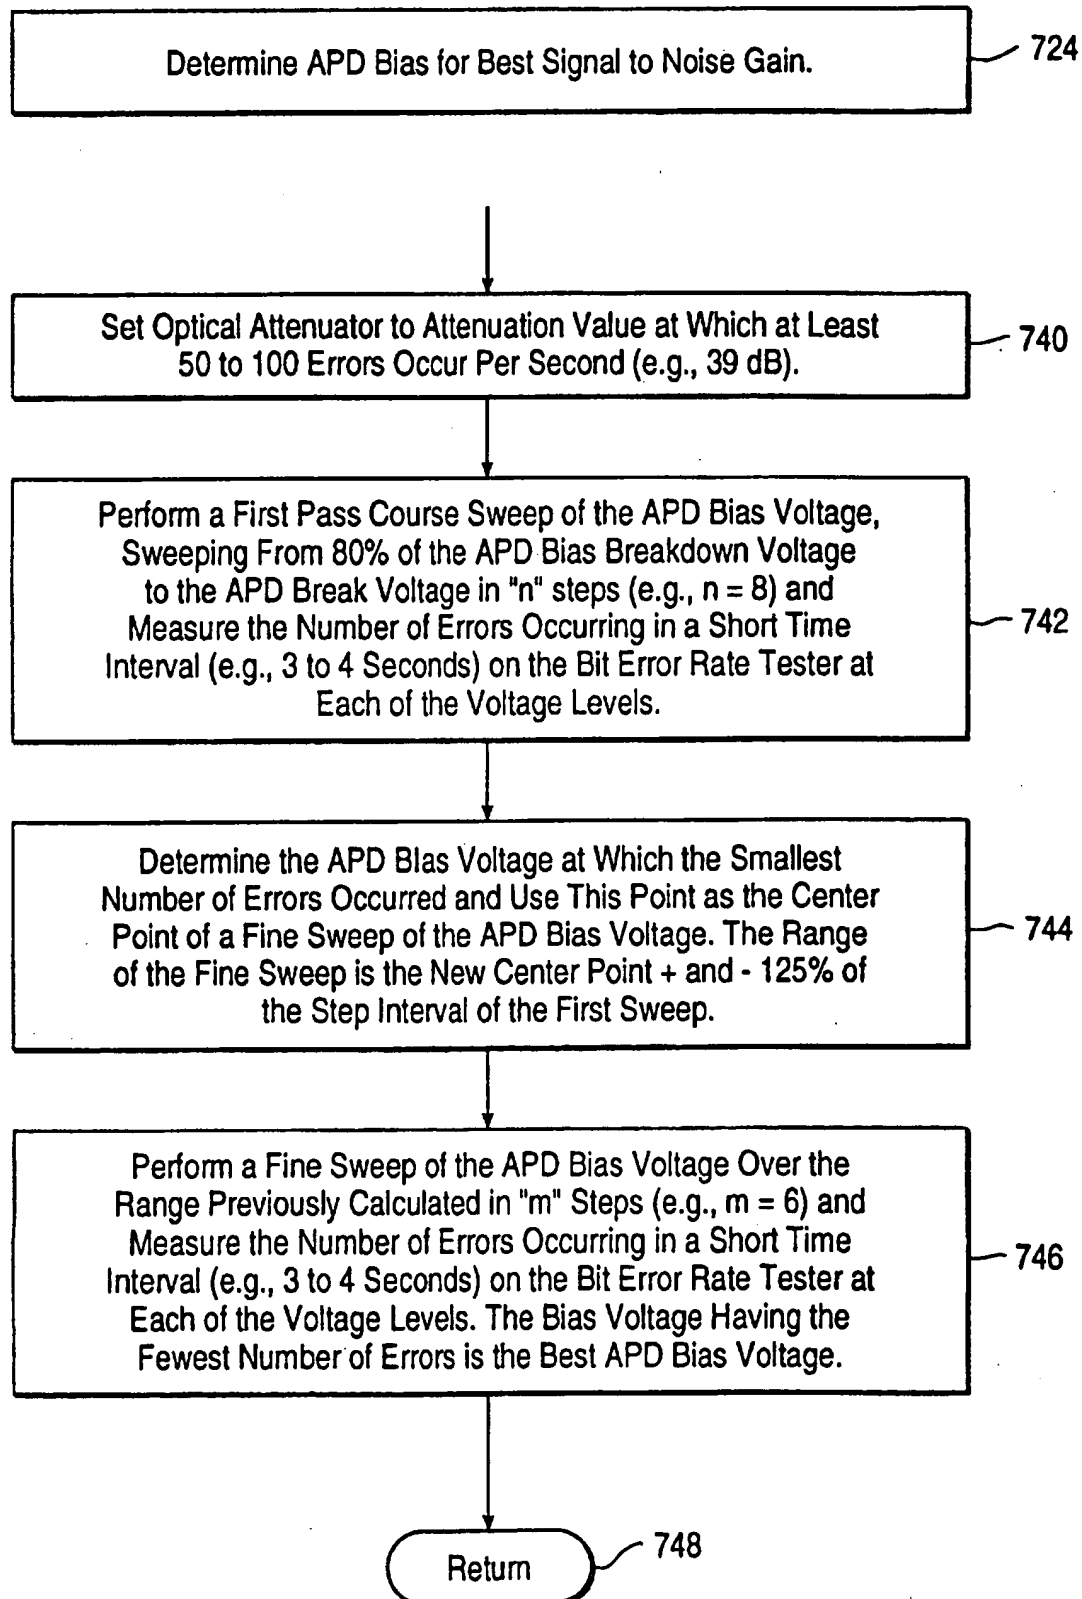 Determine APD Bias for Best Signal to Noise Gain.
724
Set Optical Attenuator to Attenuation Value at Which at Least
50 to 100 Errors Occur Per Second (e.g., 39 dB).
740
Perform a First Pass Course Sweep of the APD Bias Voltage,
Sweeping From 80% of the APD Bias Breakdown Voltage
to the APD Break Voltage in "n" steps (e.g., n = 8) and
Measure the Number of Errors Occurring in a Short Time
Interval (e.g., 3 to 4 Seconds) on the Bit Error Rate Tester at
Each of the Voltage Levels.
742
Determine the APD BIas Voltage at Which the Smallest
Number of Errors Occurred and Use This Point as the Center
Point of a Fine Sweep of the APD Bias Voltage. The Range
of the Fine Sweep is the New Center Point + and - 125% of
the Step Interval of the First Sweep.
744
Perform a Fine Sweep of the APD Bias Voltage Over the
Range Previously Calculated in "m" Steps (e.g., m = 6) and
Measure the Number of Errors Occurring in a Short Time
Interval (e.g., 3 to 4 Seconds) on the Bit Error Rate Tester at
Each of the Voltage Levels. The Bias Voltage Having the
Fewest Number of Errors is the Best APD Bias Voltage.
746
Return
748